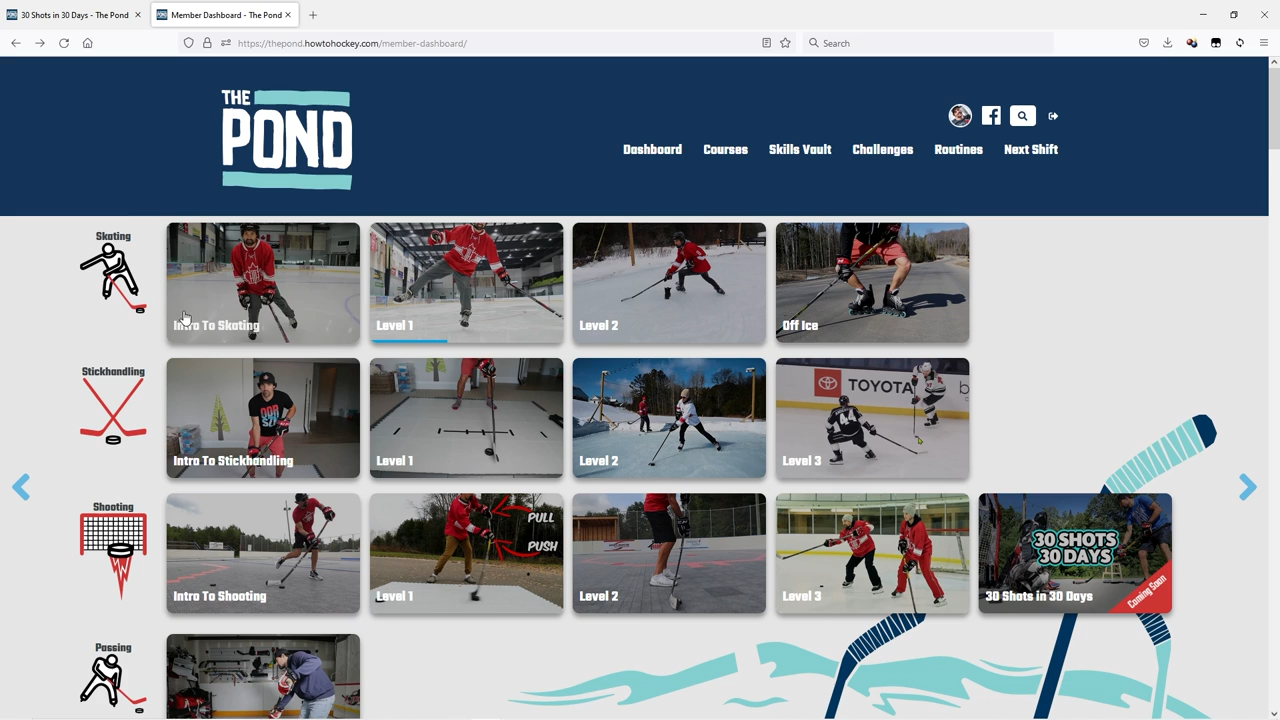 30 Shots in 30 Days - The Pond
Member Dashboard - The Pond
https://thepond.howtohockey.com/member-dashboard/
Search
THE
POND
Dashboard
Courses
Skills Vault
Challenges
Routines
Next Shift
Skating
Intro To Skating
Level 1
Level 2
Off Ice
Stickhandling
Intro To Stickhandling
Level 1
Level 2
TOYOTA
Level 3
Shooting
Intro To Shooting
PULL
PUSH
Level 1
Level 2
Level 3
30 SHOTS
30 DAYS
30 Shots in 30 Days
Coming Soon
Passing